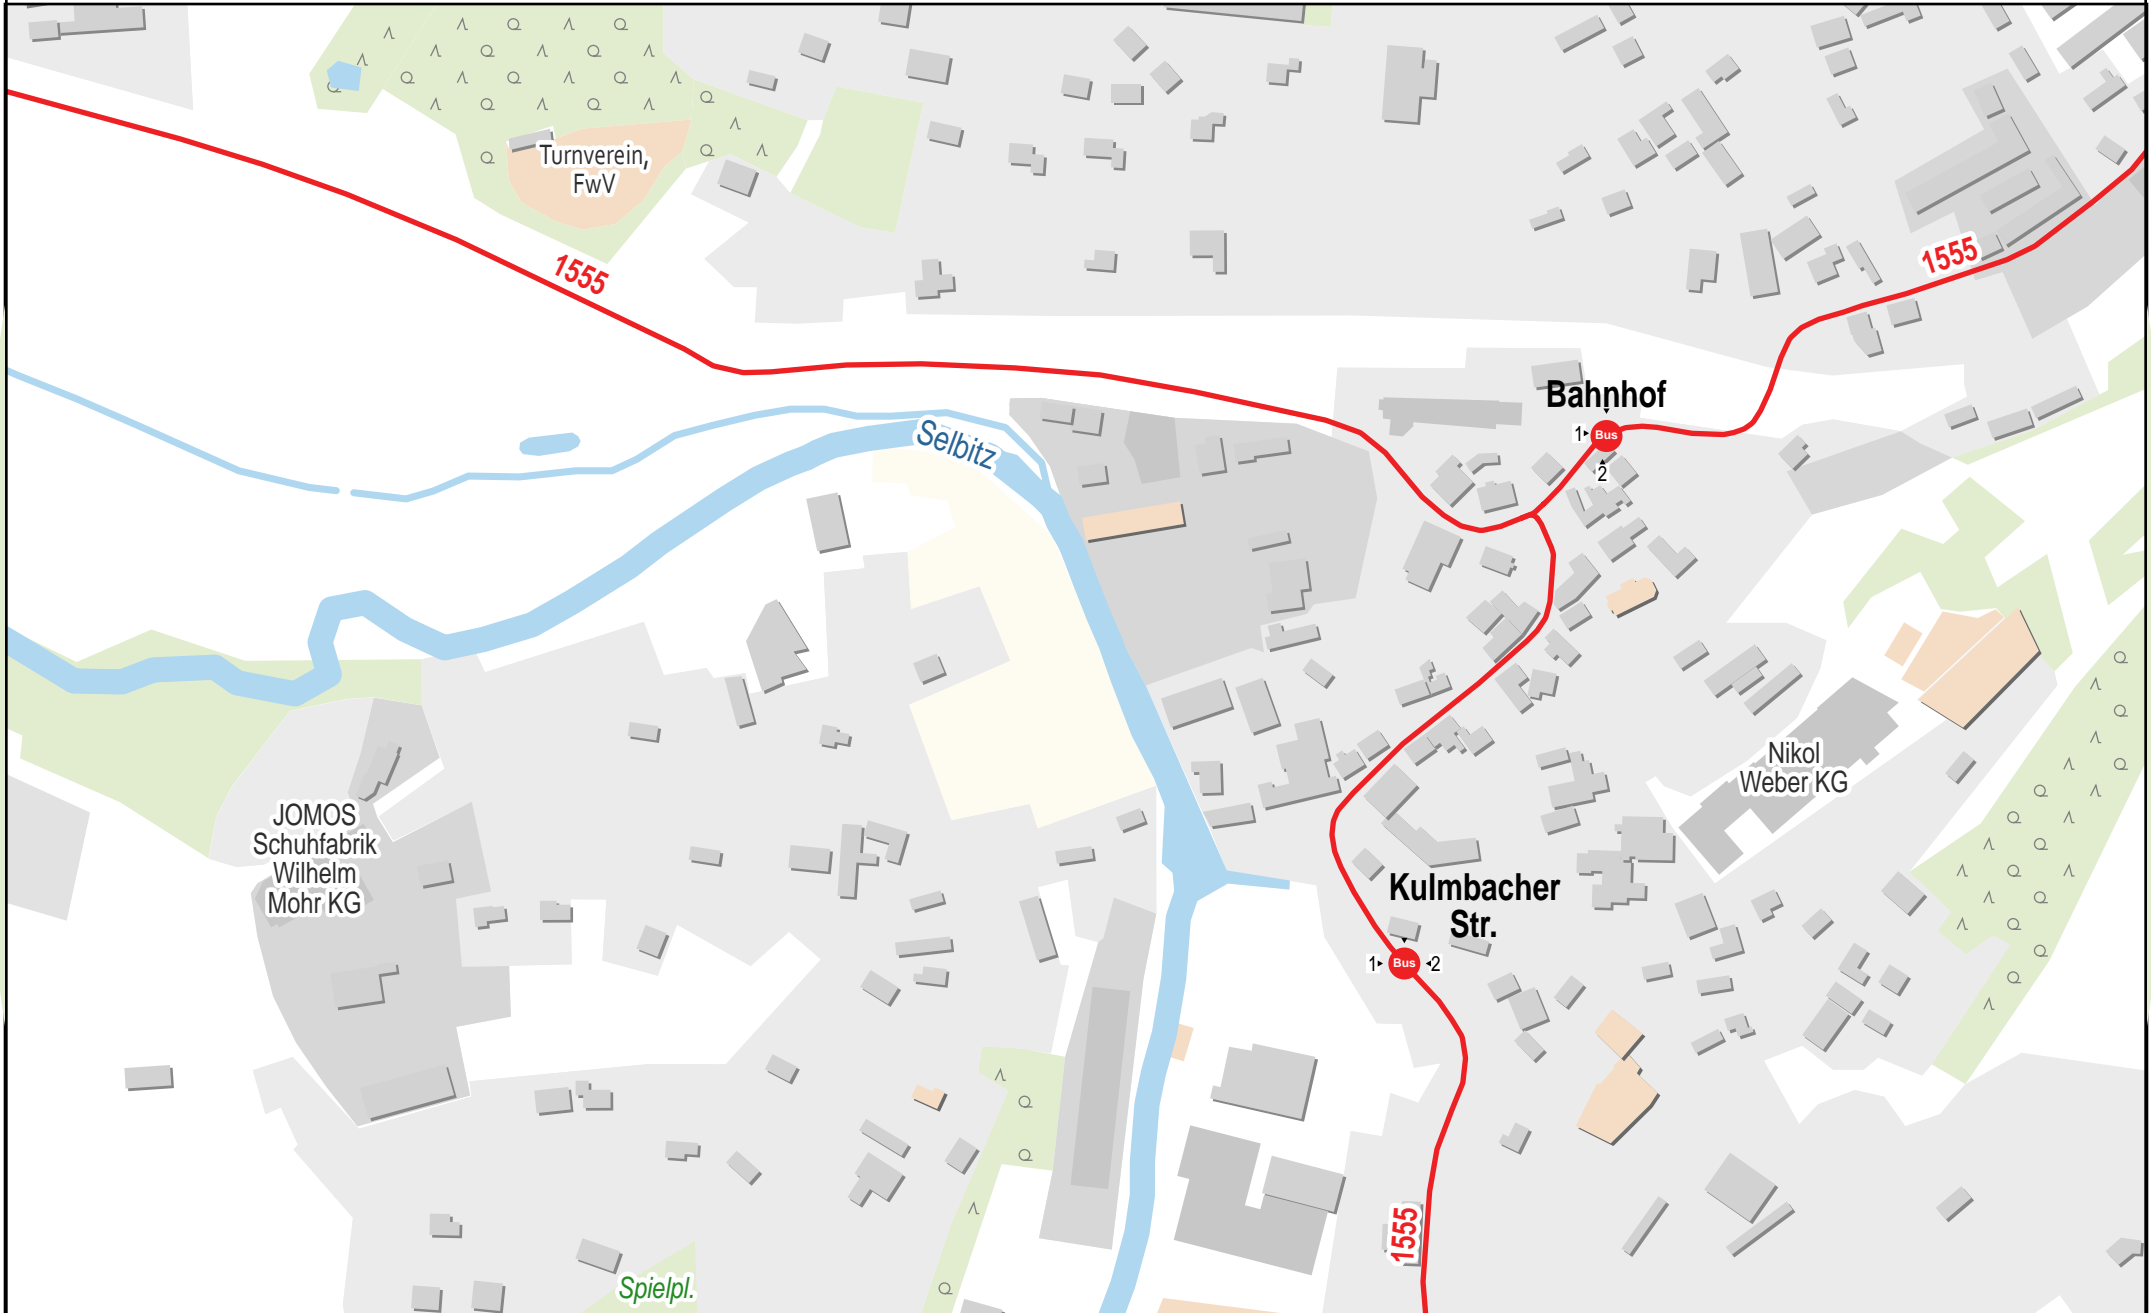 Turnverein,
FwV
1555
1555
Bahnhof
1
Bus
2
Selbitz
Nikol
Weber KG
JOMOS
Schuhfabrik
Wilhelm
Mohr KG
Kulmbacher
Str.
1
Bus
2
1555
Spielpl.